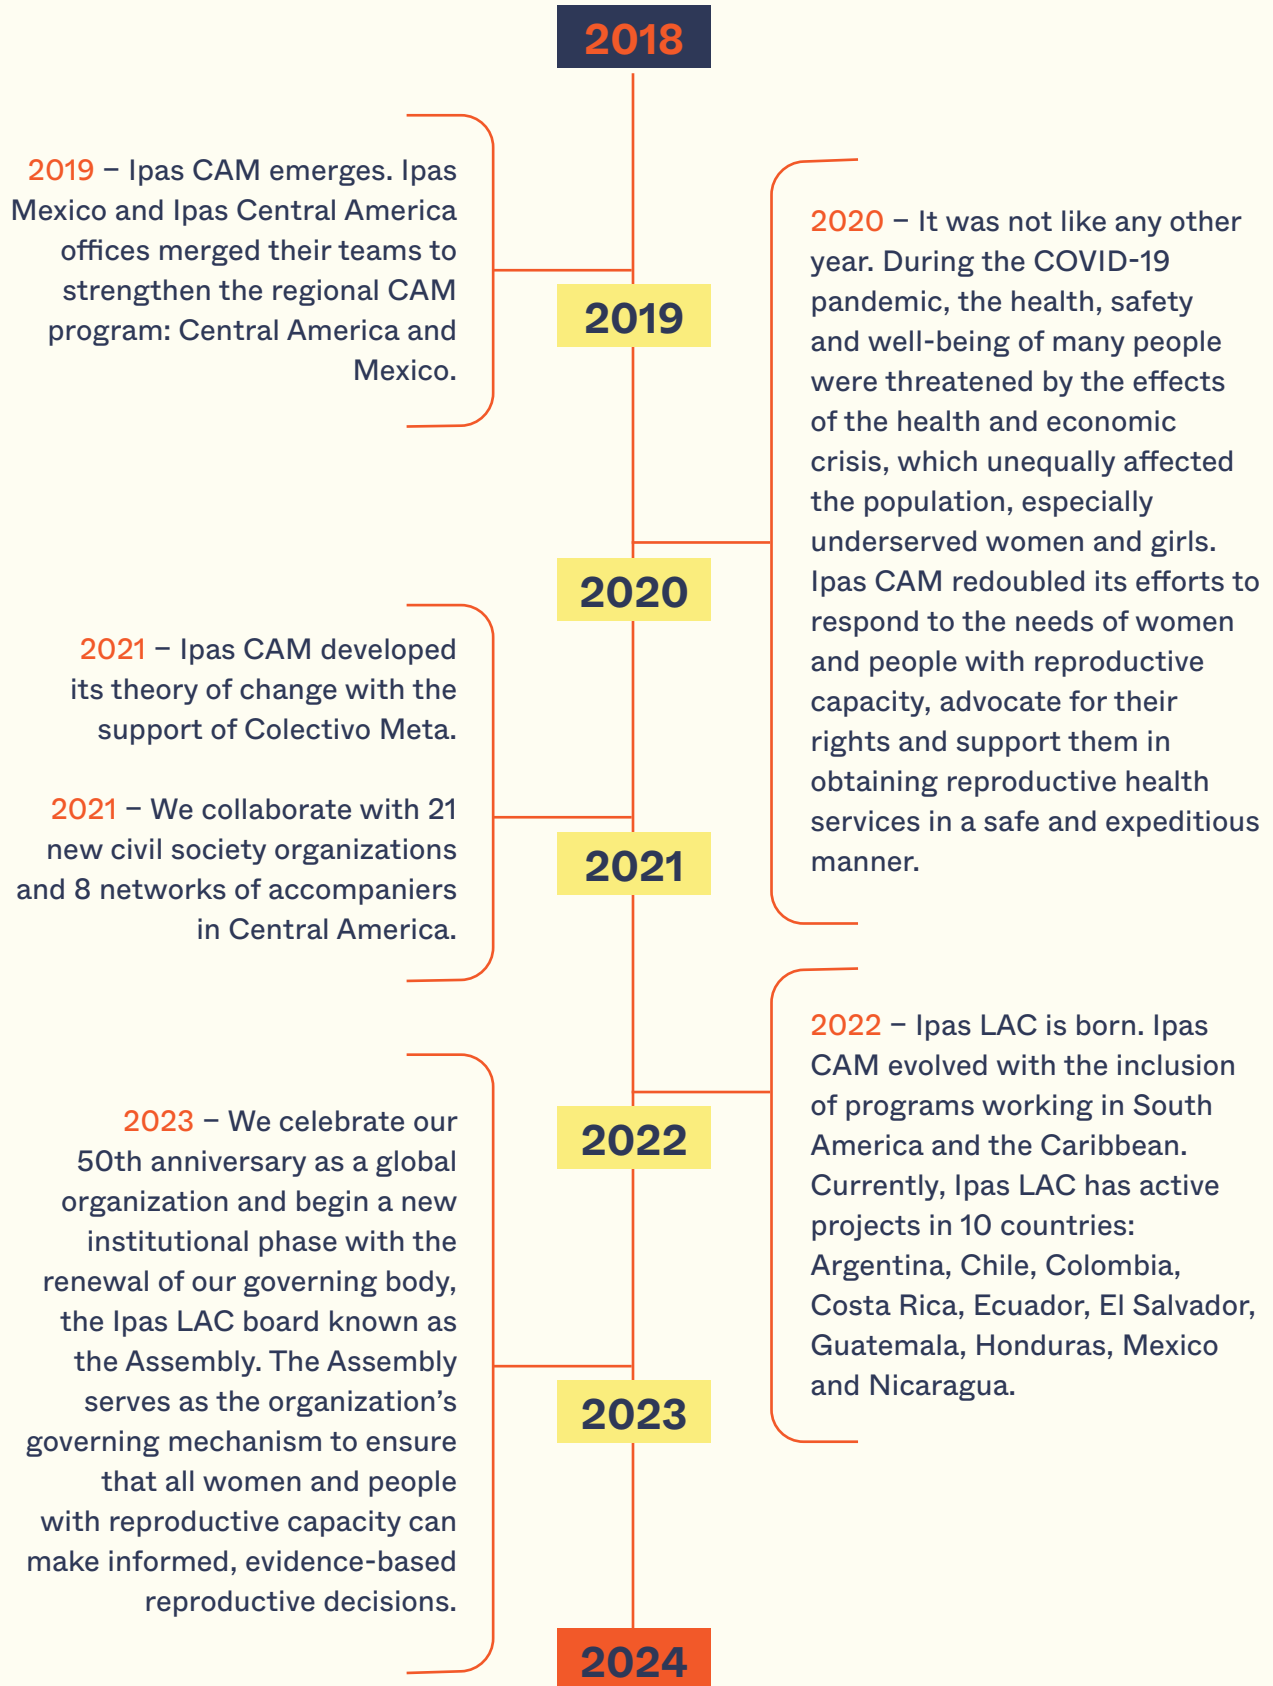 2018
2019 – Ipas CAM emerges. Ipas
Mexico and Ipas Central America
offices merged their teams to
strengthen the regional CAM
program: Central America and
Mexico.
2019
2020 – It was not like any other
year. During the COVID-19
pandemic, the health, safety
and well-being of many people
were threatened by the effects
of the health and economic
crisis, which unequally affected
the population, especially
underserved women and girls.
Ipas CAM redoubled its efforts to
respond to the needs of women
and people with reproductive
capacity, advocate for their
rights and support them in
obtaining reproductive health
services in a safe and expeditious
manner.
2020
2021 – Ipas CAM developed
its theory of change with the
support of Colectivo Meta.
2021 – We collaborate with 21
new civil society organizations
and 8 networks of accompaniers
in Central America.
2021
2022 – Ipas LAC is born. Ipas
CAM evolved with the inclusion
of programs working in South
America and the Caribbean.
Currently, Ipas LAC has active
projects in 10 countries:
Argentina, Chile, Colombia,
Costa Rica, Ecuador, El Salvador,
Guatemala, Honduras, Mexico
and Nicaragua.
2022
2023 – We celebrate our
50th anniversary as a global
organization and begin a new
institutional phase with the
renewal of our governing body,
the Ipas LAC board known as
the Assembly. The Assembly
serves as the organization’s
governing mechanism to ensure
that all women and people
with reproductive capacity can
make informed, evidence-based
reproductive decisions.
2023
2024